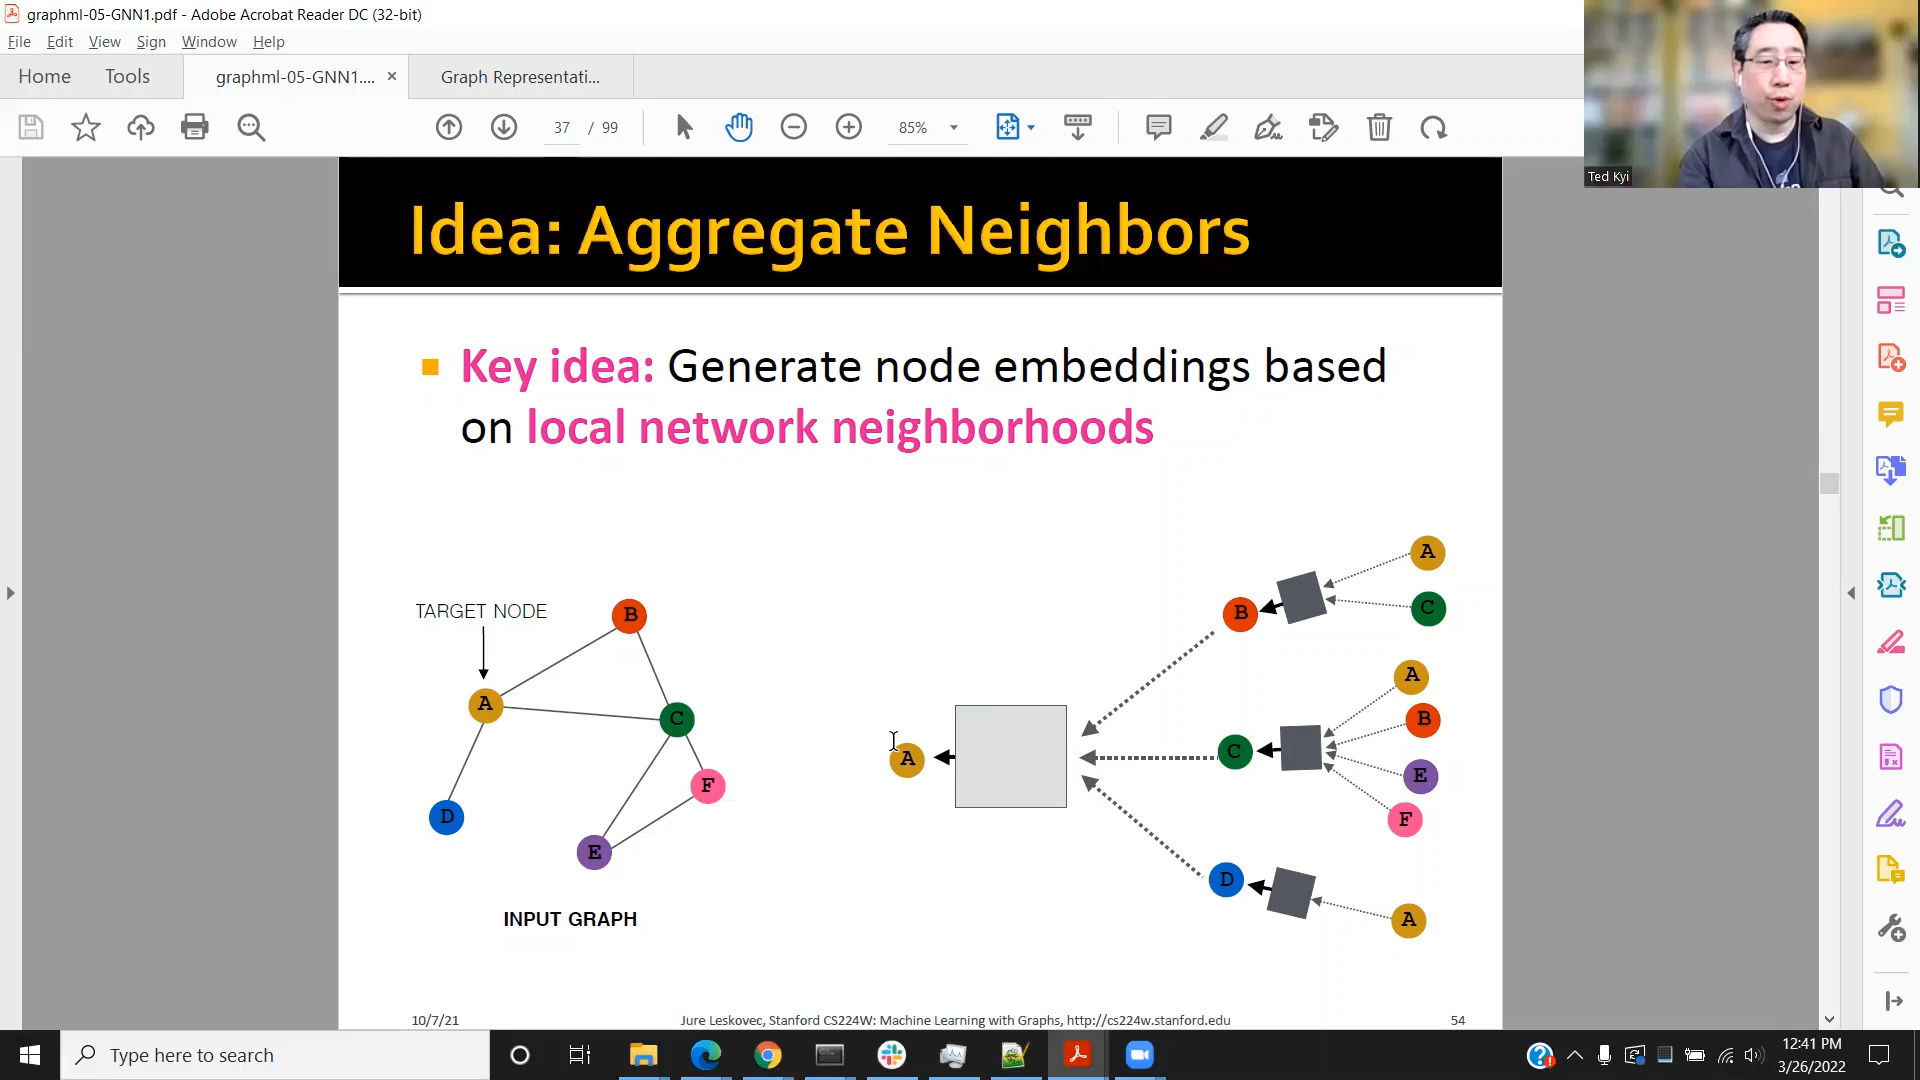 graphml-05-GNN1.pdf - Adobe Acrobat Reader DC (32-bit)
File Edit View Sign Window Help
Home Tools graphml-05-GNN1.... × Graph Representati...
37 / 99 85%
Ted Kyi
Idea: Aggregate Neighbors
Key idea: Generate node embeddings based
on local network neighborhoods
TARGET NODE
A
B
C
D
E
F
INPUT GRAPH
A
B
C
D
A
C
A
B
E
F
A
10/7/21 Jure Leskovec, Stanford CS224W: Machine Learning with Graphs, http://cs224w.stanford.edu 54
Type here to search
12:41 PM
3/26/2022